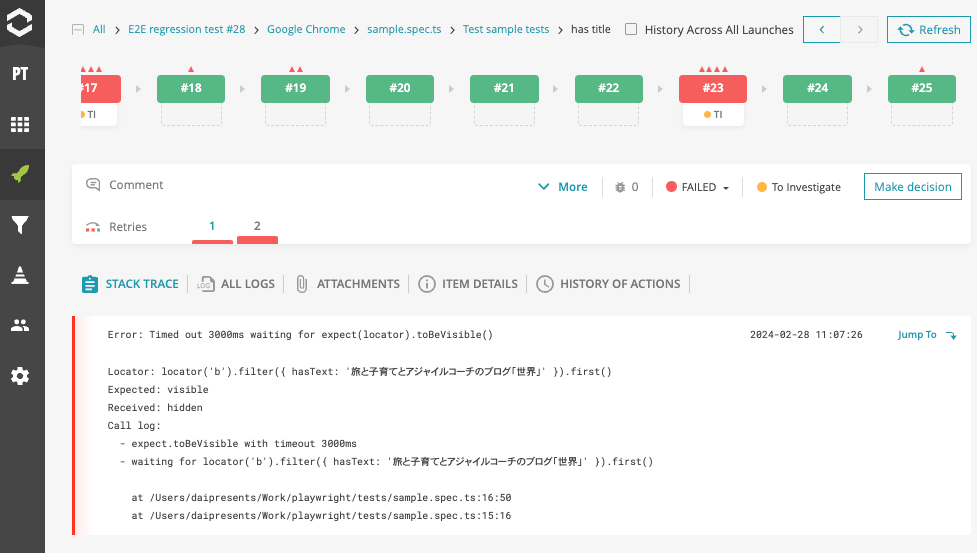 All E2E regression test #28 Google Chrome sample.spec.ts Test sample tests has title History Across All Launches Refresh
PT
#17 #18 #19 #20 #21 #22 #23 #24 #25
TI TI
Comment More 0 FAILED To Investigate Make decision
Retries 1 2
STACK TRACE LOG ALL LOGS ATTACHMENTS ITEM DETAILS HISTORY OF ACTIONS
Error: Timed out 3000ms waiting for expect(locator).toBeVisible() 2024-02-28 11:07:26 Jump To
Locator: locator('b').filter({ hasText: '旅と子育てとアジャイルコーチのブログ「世界」' }).first()
Expected: visible
Received: hidden
Call log:
- expect.toBeVisible with timeout 3000ms
- waiting for locator('b').filter({ hasText: '旅と子育てとアジャイルコーチのブログ「世界」' }).first()
at /Users/daipresents/Work/playwright/tests/sample.spec.ts:16:50
at /Users/daipresents/Work/playwright/tests/sample.spec.ts:15:16